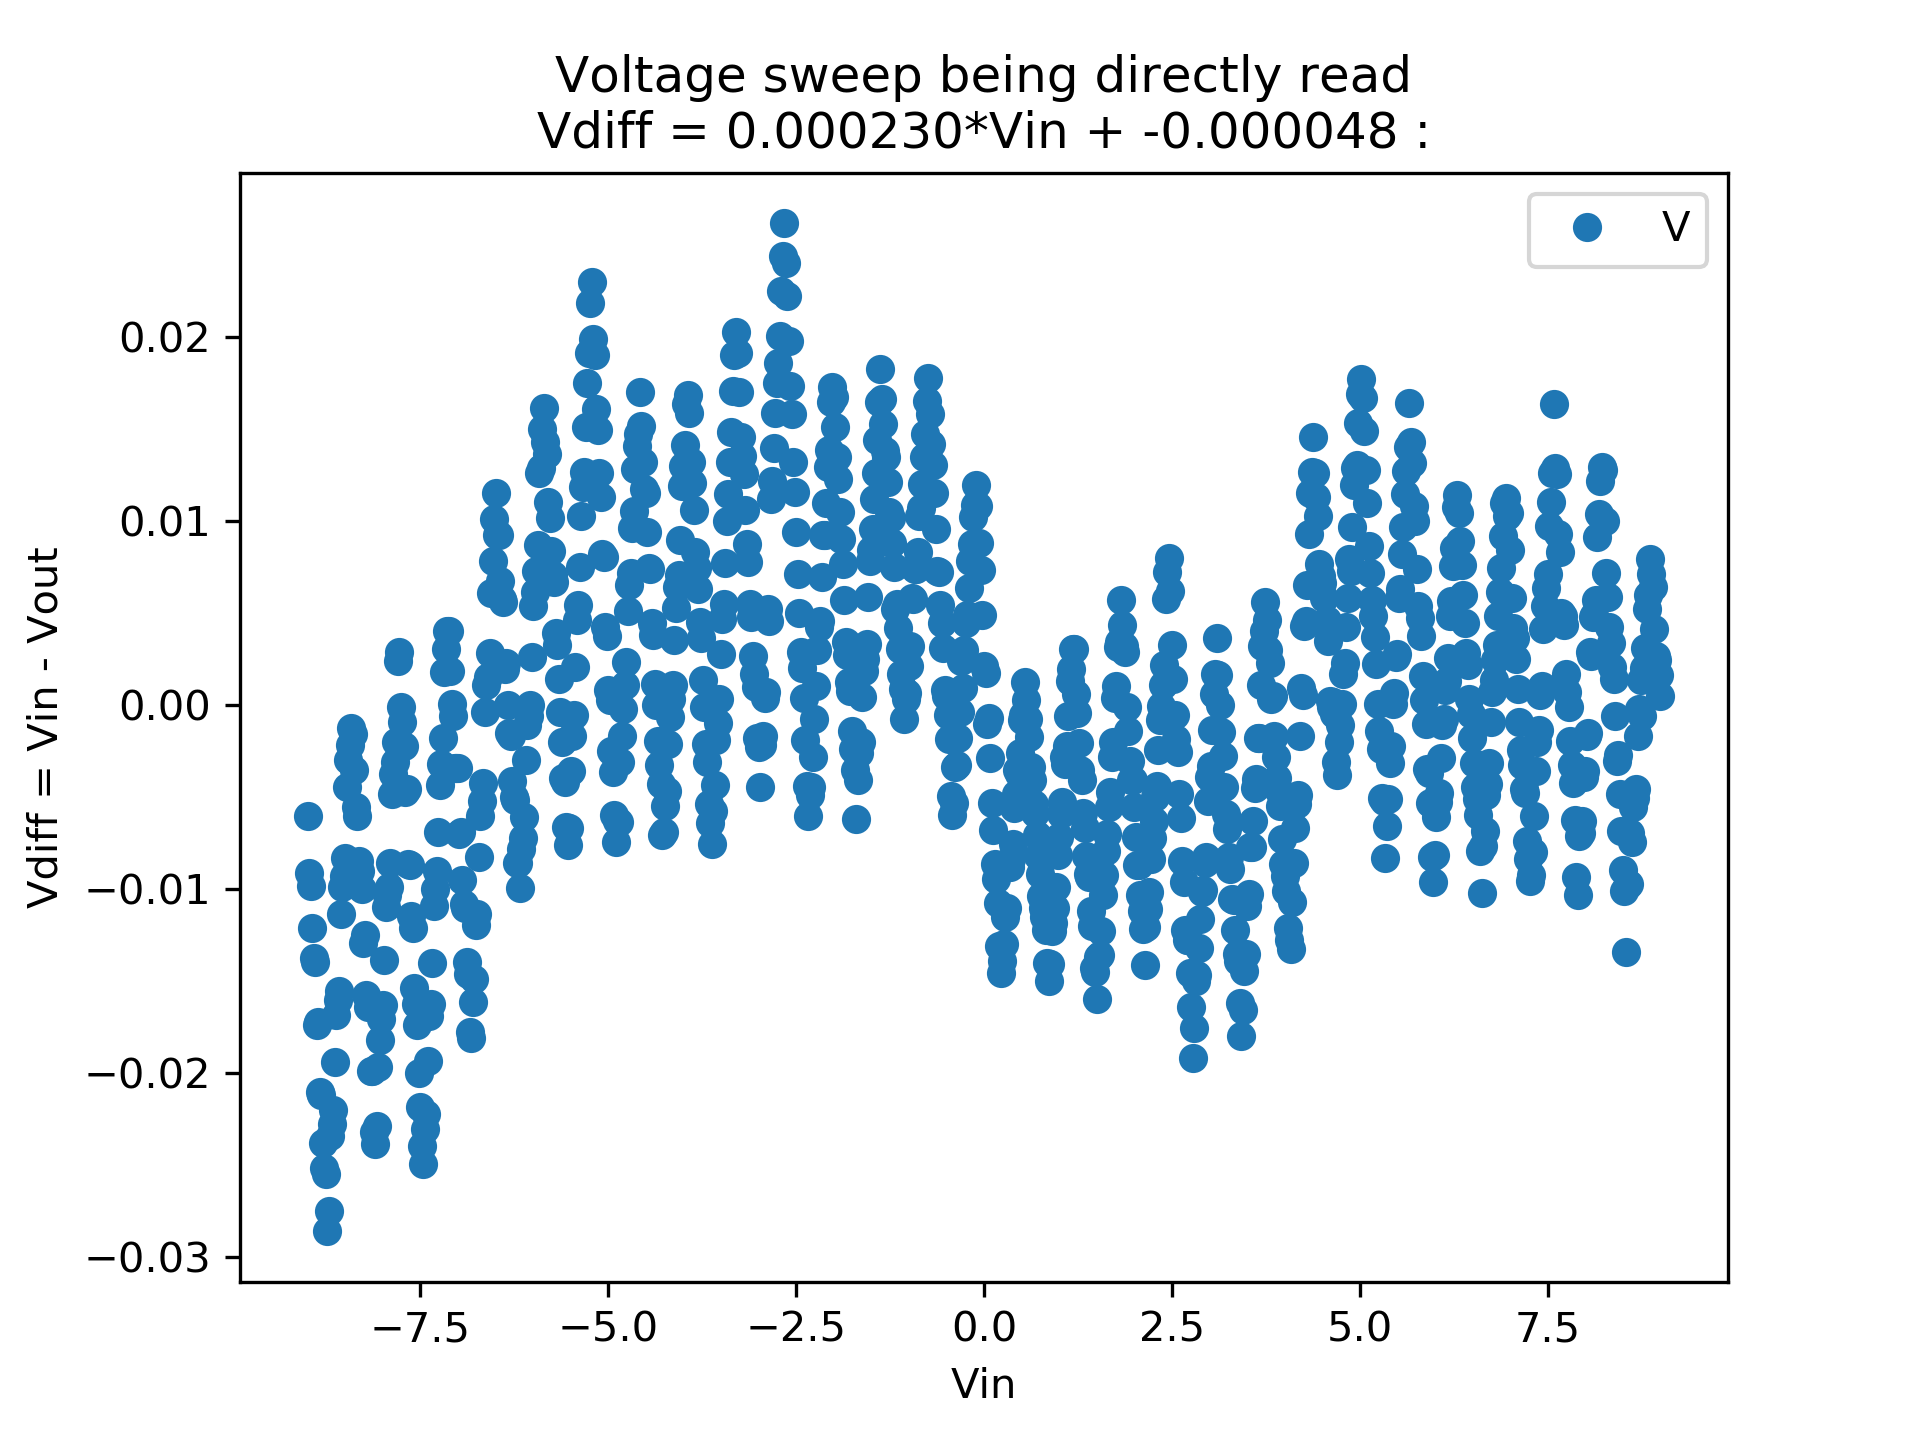 Voltage sweep being directly read
Vdiff = 0.000230*Vin + -0.000048 :
V
Vdiff = Vin - Vout
0.02
0.01
0.00
−0.01
−0.02
−0.03
−7.5 −5.0 −2.5 0.0 2.5 5.0 7.5
Vin